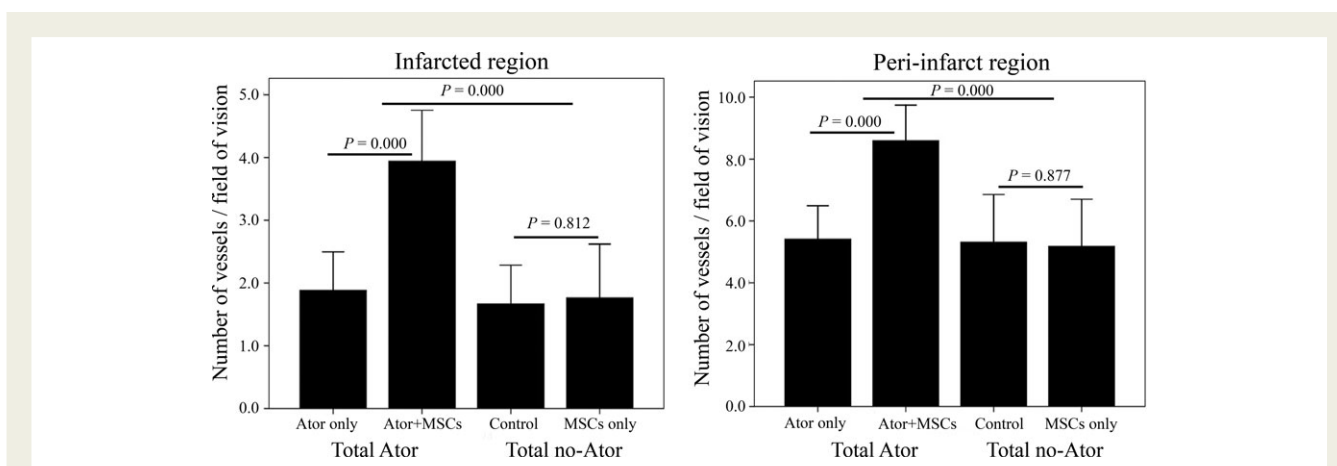 Infarcted region
Number of vessels / field of vision
5.0
4.0
3.0
2.0
1.0
0.0
P = 0.000
P = 0.000
P = 0.812
Ator only
Ator+MSCs
Control
MSCs only
Total Ator
Total no-Ator
Peri-infarct region
Number of vessels / field of vision
10.0
8.0
6.0
4.0
2.0
0.0
P = 0.000
P = 0.000
P = 0.877
Ator only
Ator+MSCs
Control
MSCs only
Total Ator
Total no-Ator